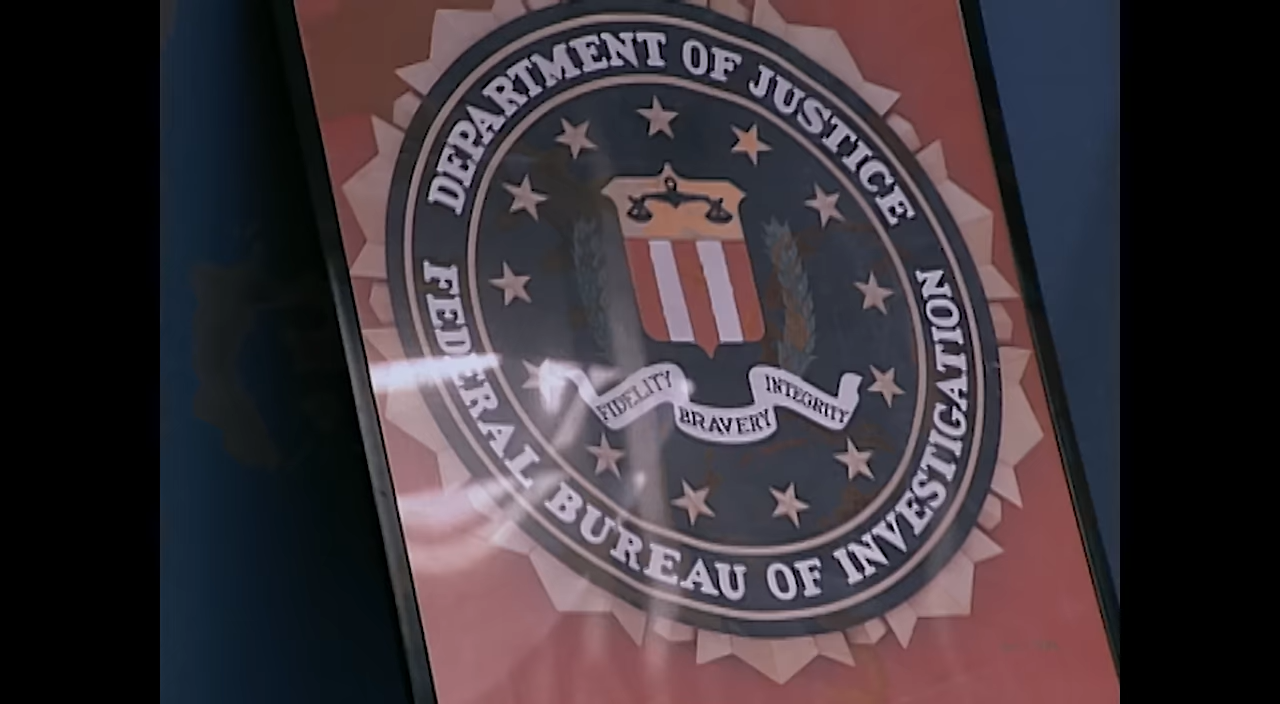 DEPARTMENT OF JUSTICE
FIDELITY BRAVERY INTEGRITY
FEDERAL BUREAU OF INVESTIGATION